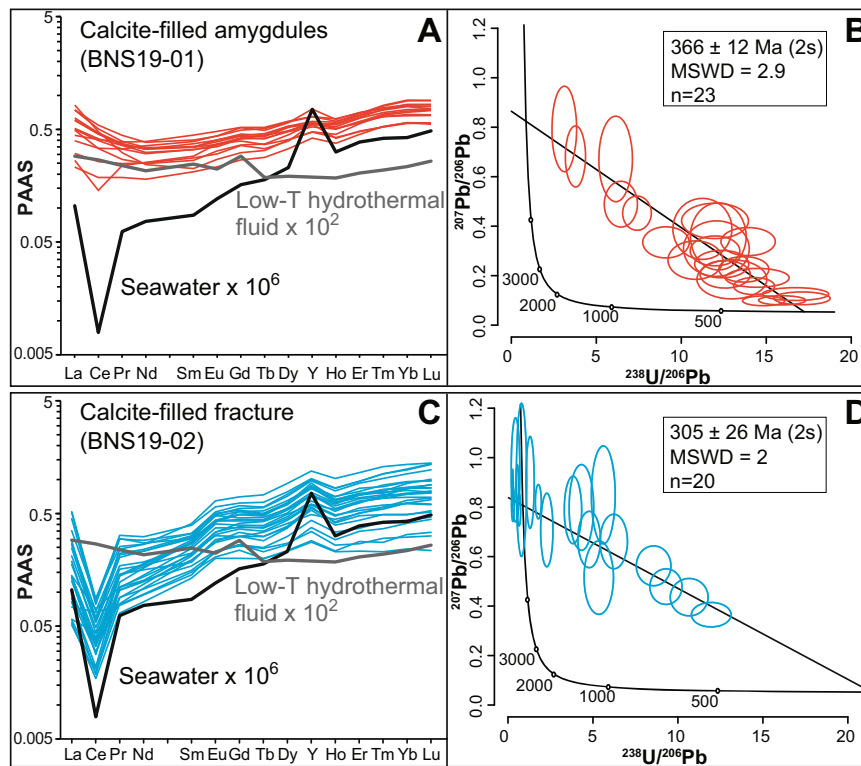 Calcite-filled amygdules
(BNS19-01)
A
PAAS
0.5
0.05
0.005
Low-T hydrothermal
fluid x 10²
Seawater x 10⁶
La Ce Pr Nd Sm Eu Gd Tb Dy Y Ho Er Tm Yb Lu
B
366 ± 12 Ma (2s)
MSWD = 2.9
n=23
²⁰⁷Pb/²⁰⁶Pb
1.2
1.0
0.8
0.6
0.4
0.2
0.0
3000
2000
1000
500
0 5 10 15 20
²³⁸U/²⁰⁶Pb
Calcite-filled fracture
(BNS19-02)
C
PAAS
5
0.5
0.05
0.005
Low-T hydrothermal
fluid x 10²
Seawater x 10⁶
La Ce Pr Nd Sm Eu Gd Tb Dy Y Ho Er Tm Yb Lu
D
305 ± 26 Ma (2s)
MSWD = 2
n=20
²⁰⁷Pb/²⁰⁶Pb
1.2
1.0
0.8
0.6
0.4
0.2
0.0
3000
2000
1000
500
0 5 10 15 20
²³⁸U/²⁰⁶Pb